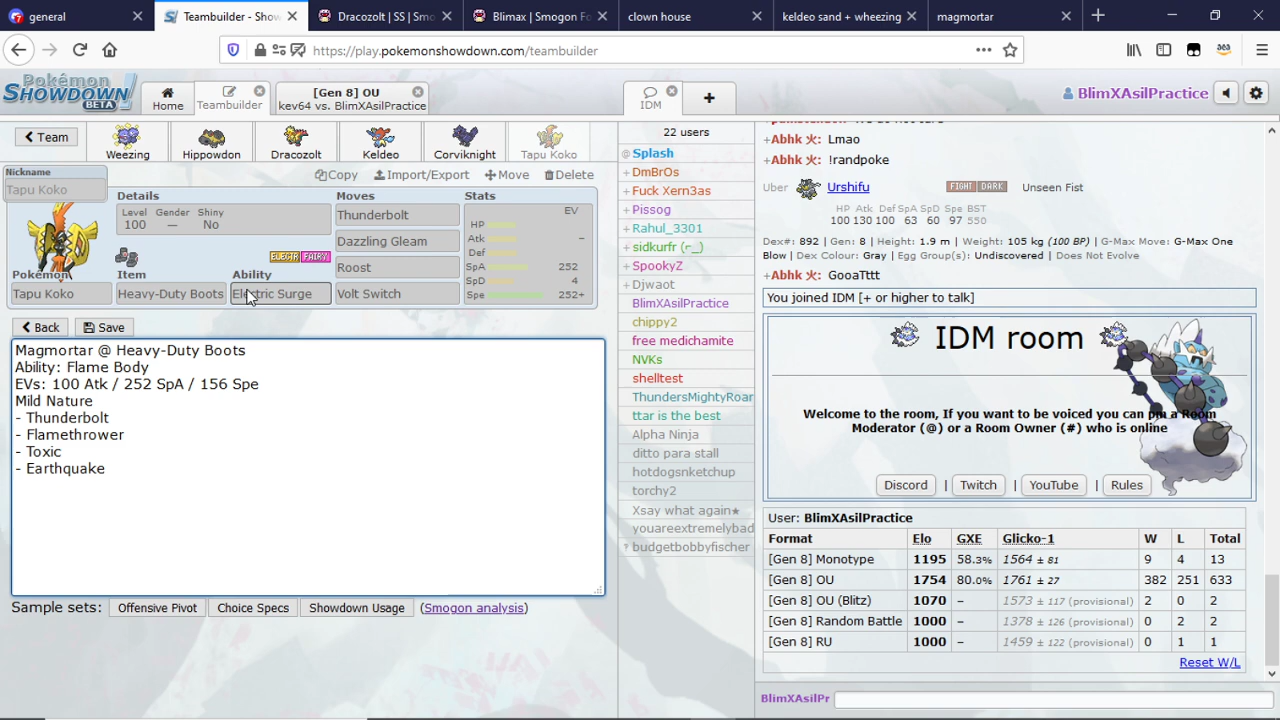 general
Teambuilder - Show
Dracozolt | SS | Smo
Blimax | Smogon Fo
clown house
keldeo sand + wheezing
magmortar
https://play.pokemonshowdown.com/teambuilder
Pokémon
Showdown
BETA
Home
Teambuilder
[Gen 8] OU
kev64 vs. BlimXAsilPractice
IDM
BlimXAsilPractice
Team
Weezing
Hippowdon
Dracozolt
Keldeo
Corviknight
Tapu Koko
Nickname
Tapu Koko
Copy
Import/Export
Move
Delete
Details
Level
Gender
Shiny
100
—
No
ELECTR
FAIRY
Pokémon
Item
Ability
Tapu Koko
Heavy-Duty Boots
Electric Surge
Moves
Thunderbolt
Dazzling Gleam
Roost
Volt Switch
Stats
EV
HP
Atk –
Def
SpA 252
SpD 4
Spe 252+
Back
Save
Magmortar @ Heavy-Duty Boots
Ability: Flame Body
EVs: 100 Atk / 252 SpA / 156 Spe
Mild Nature
- Thunderbolt
- Flamethrower
- Toxic
- Earthquake
Sample sets:
Offensive Pivot
Choice Specs
Showdown Usage
(Smogon analysis)
22 users
@Splash
+DmBrOs
+Fuck Xern3as
+Pissog
+Rahul_3301
+sidkurfr (⌐_)
+SpookyZ
+Djwaot
BlimXAsilPractice
chippy2
free medichamite
NVKs
shelltest
ThundersMightyRoar
ttar is the best
Alpha Ninja
ditto para stall
hotdogsnketchup
torchy2
Xsay what again★
youareextremelybad
?budgetbobbyfischer
+Abhk 火: Lmao
+Abhk 火: !randpoke
Uber
Urshifu
FIGHT
DARK
Unseen Fist
HP Atk Def SpA SpD Spe BST
100 130 100 63 60 97 550
Dex#: 892 | Gen: 8 | Height: 1.9 m | Weight: 105 kg (100 BP) | G-Max Move: G-Max One
Blow | Dex Colour: Gray | Egg Group(s): Undiscovered | Does Not Evolve
+Abhk 火: GooaTttt
You joined IDM [+ or higher to talk]
IDM room
Welcome to the room, If you want to be voiced you can pm a Room
Moderator (@) or a Room Owner (#) who is online
Discord | Twitch | YouTube | Rules
User: BlimXAsilPractice
Format Elo GXE Glicko-1 W L Total
[Gen 8] Monotype 1195 58.3% 1564 ± 81 9 4 13
[Gen 8] OU 1754 80.0% 1761 ± 27 382 251 633
[Gen 8] OU (Blitz) 1070 – 1573 ± 117 (provisional) 2 0 2
[Gen 8] Random Battle 1000 – 1378 ± 126 (provisional) 0 2 2
[Gen 8] RU 1000 – 1459 ± 122 (provisional) 0 1 1
Reset W/L
BlimXAsilPr